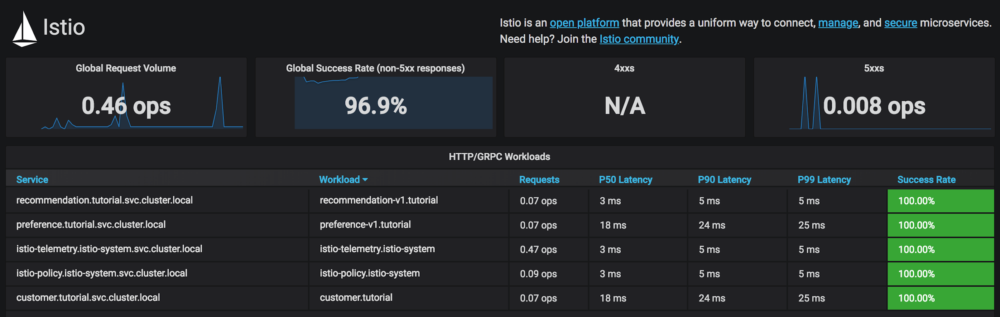 Istio
Istio is an open platform that provides a uniform way to connect, manage, and secure microservices.
Need help? Join the Istio community.
Global Request Volume
0.46 ops
Global Success Rate (non-5xx responses)
96.9%
4xxs
N/A
5xxs
0.008 ops
HTTP/GRPC Workloads
Service Workload Requests P50 Latency P90 Latency P99 Latency Success Rate
recommendation.tutorial.svc.cluster.local recommendation-v1.tutorial 0.07 ops 3 ms 5 ms 5 ms 100.00%
preference.tutorial.svc.cluster.local preference-v1.tutorial 0.07 ops 18 ms 24 ms 25 ms 100.00%
istio-telemetry.istio-system.svc.cluster.local istio-telemetry.istio-system 0.47 ops 3 ms 5 ms 5 ms 100.00%
istio-policy.istio-system.svc.cluster.local istio-policy.istio-system 0.09 ops 3 ms 5 ms 5 ms 100.00%
customer.tutorial.svc.cluster.local customer.tutorial 0.07 ops 18 ms 24 ms 25 ms 100.00%